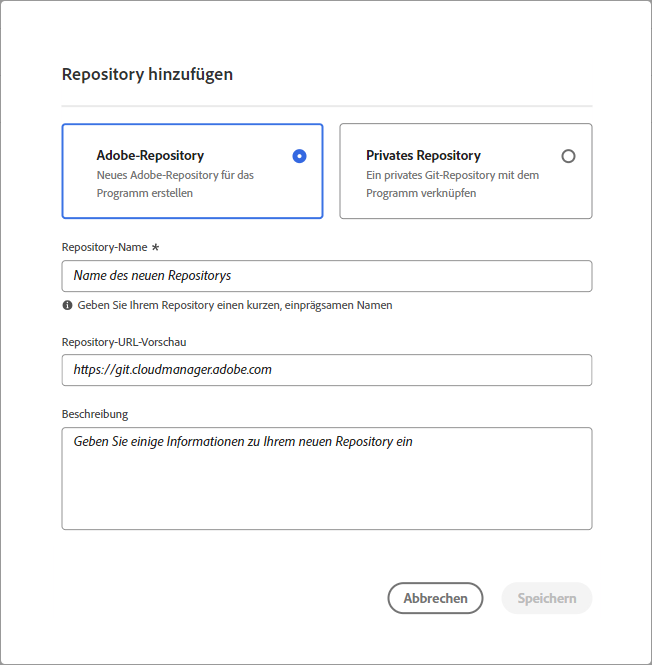 Repository hinzufügen
Adobe-Repository
Neues Adobe-Repository für das
Programm erstellen
Privates Repository
Ein privates Git-Repository mit dem
Programm verknüpfen
Repository-Name *
Name des neuen Repositorys
Geben Sie Ihrem Repository einen kurzen, einprägsamen Namen
Repository-URL-Vorschau
https://git.cloudmanager.adobe.com
Beschreibung
Geben Sie einige Informationen zu Ihrem neuen Repository ein
Abbrechen
Speichern